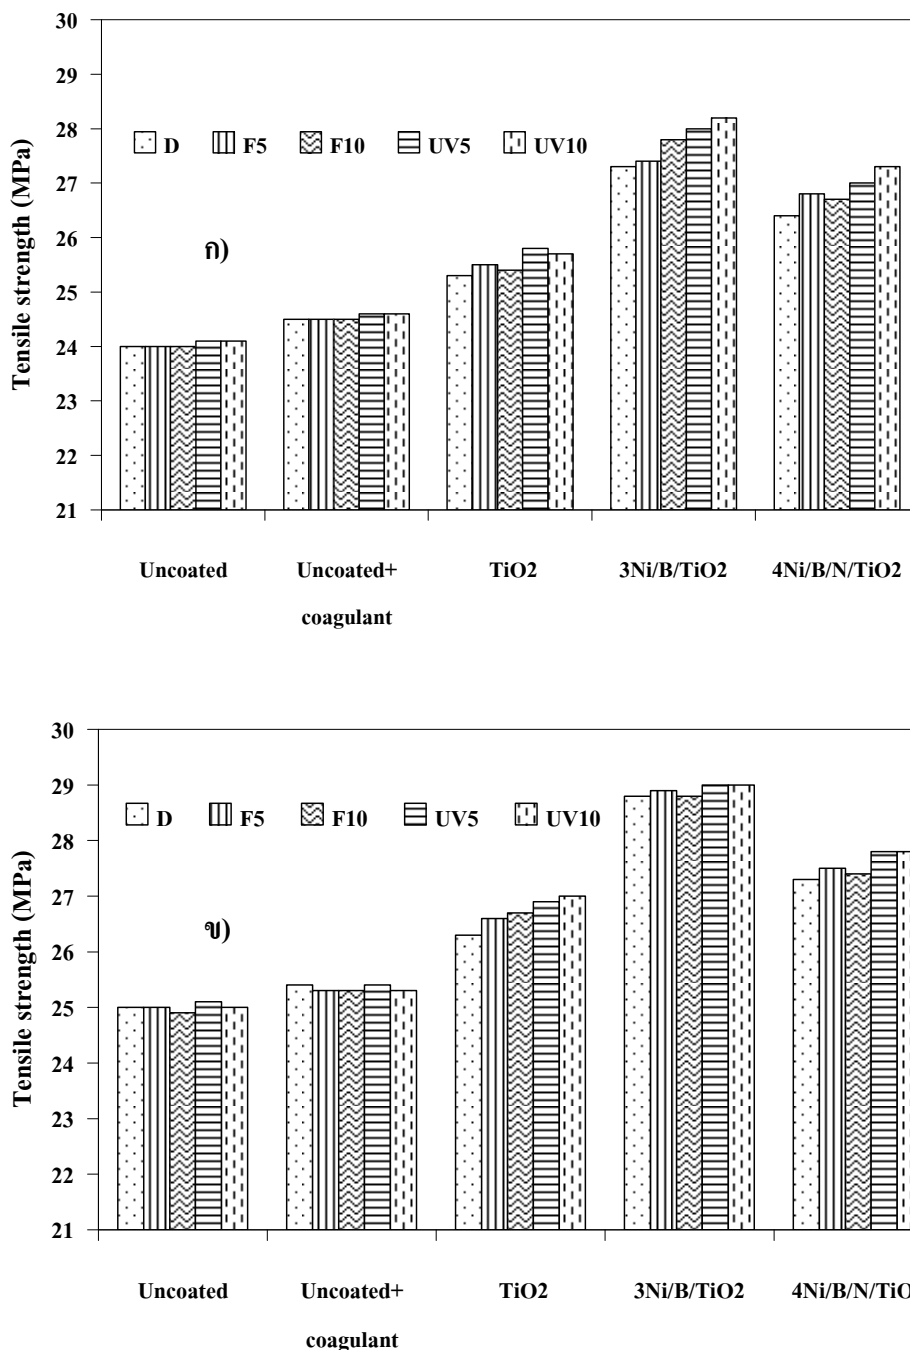 30
29
28
27
26
25
24
23
22
21
Tensile strength (MPa)
D F5 F10 UV5 UV10
ก)
Uncoated Uncoated+ TiO2 3Ni/B/TiO2 4Ni/B/N/TiO2
coagulant
30
29
28
27
26
25
24
23
22
21
Tensile strength (MPa)
D F5 F10 UV5 UV10
ข)
Uncoated Uncoated+ TiO2 3Ni/B/TiO2 4Ni/B/N/TiO
coagulant